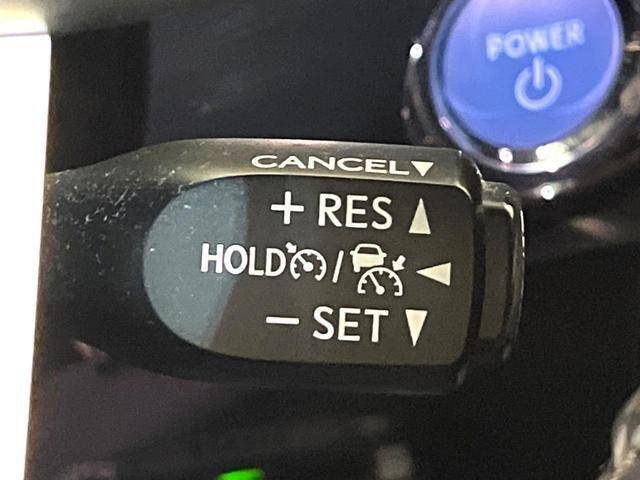 POWER
CANCEL▼
+ RES ▲
HOLD / ◀
- SET ▼